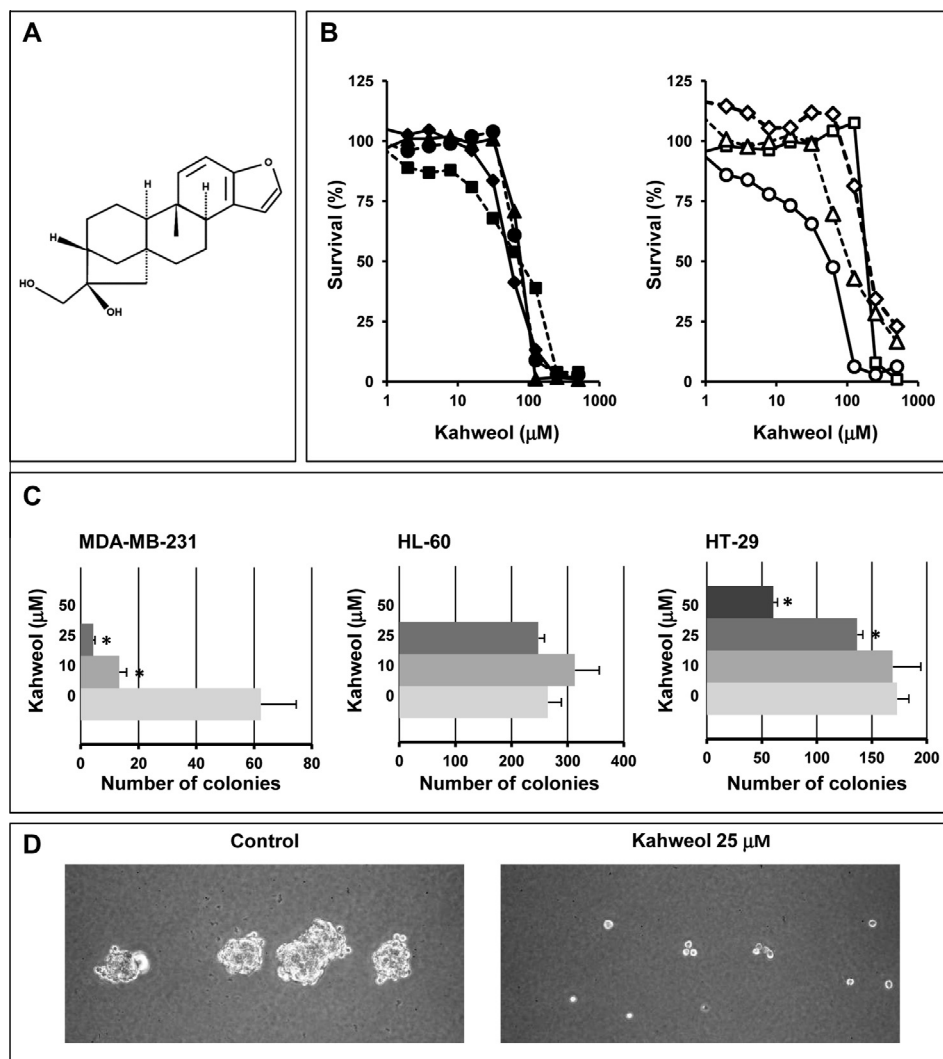 A
H
H
O
H
HO
OH
B
125
100
75
50
25
0
Survival (%)
1 10 100 1000
Kahweol (μM)
125
100
75
50
25
0
Survival (%)
1 10 100 1000
Kahweol (μM)
C
MDA-MB-231
Kahweol (μM)
50
25
10
0
*
*
0 20 40 60 80
Number of colonies
HL-60
Kahweol (μM)
50
25
10
0
0 100 200 300 400
Number of colonies
HT-29
Kahweol (μM)
50
25
10
0
*
*
0 50 100 150 200
Number of colonies
D
Control
Kahweol 25 μM